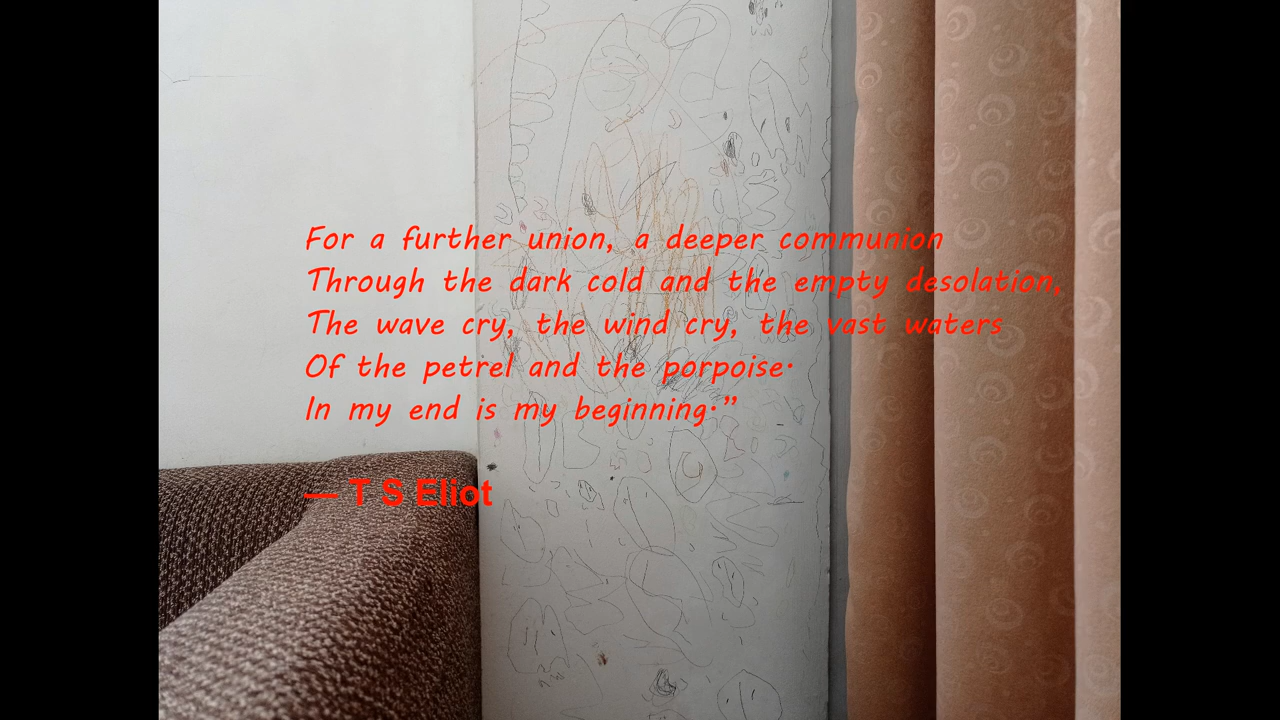 For a further union, a deeper communion
Through the dark cold and the empty desolation,
The wave cry, the wind cry, the vast waters
Of the petrel and the porpoise.
In my end is my beginning.”
— T S Eliot